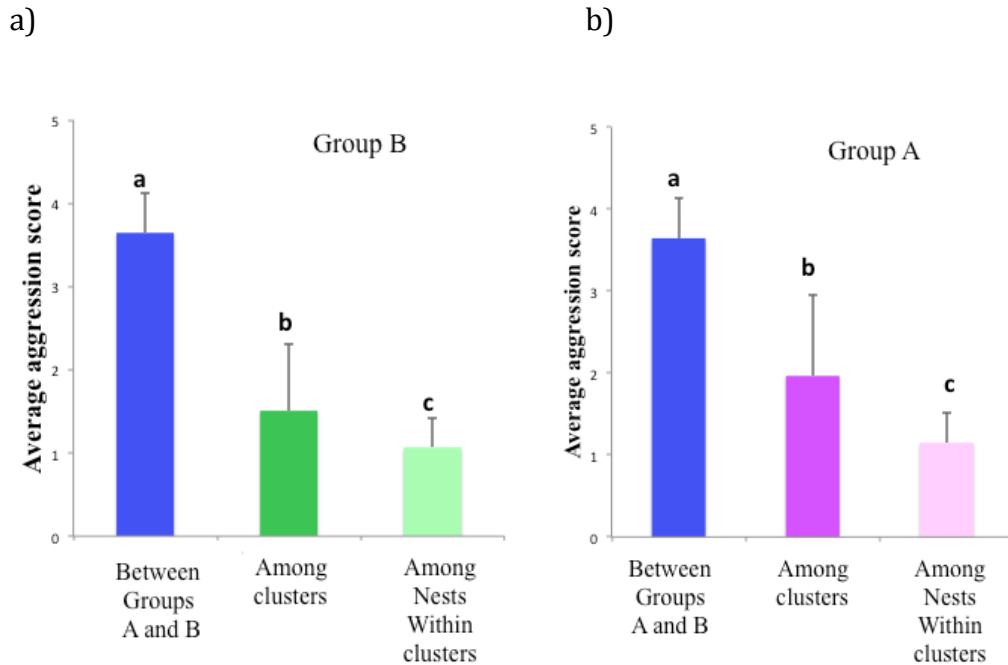 a)
b)
Group B
Average aggression score
5
4
3
2
1
0
a
b
c
Between
Groups
A and B
Among
clusters
Among
Nests
Within
clusters
Group A
Average aggression score
5
4
3
2
1
0
a
b
c
Between
Groups
A and B
Among
clusters
Among
Nests
Within
clusters